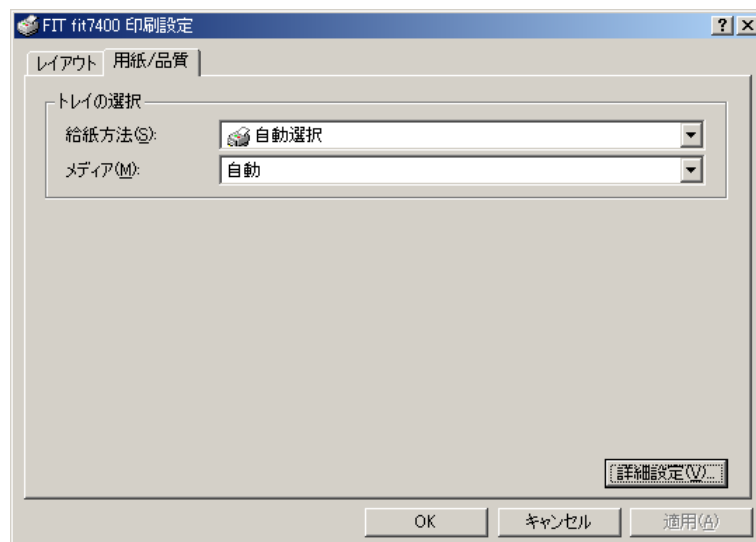 FIT fit7400 印刷設定
レイアウト 用紙/品質
トレイの選択
給紙方法(S): 自動選択
メディア(M): 自動
詳細設定(V)...
OK キャンセル 適用(A)